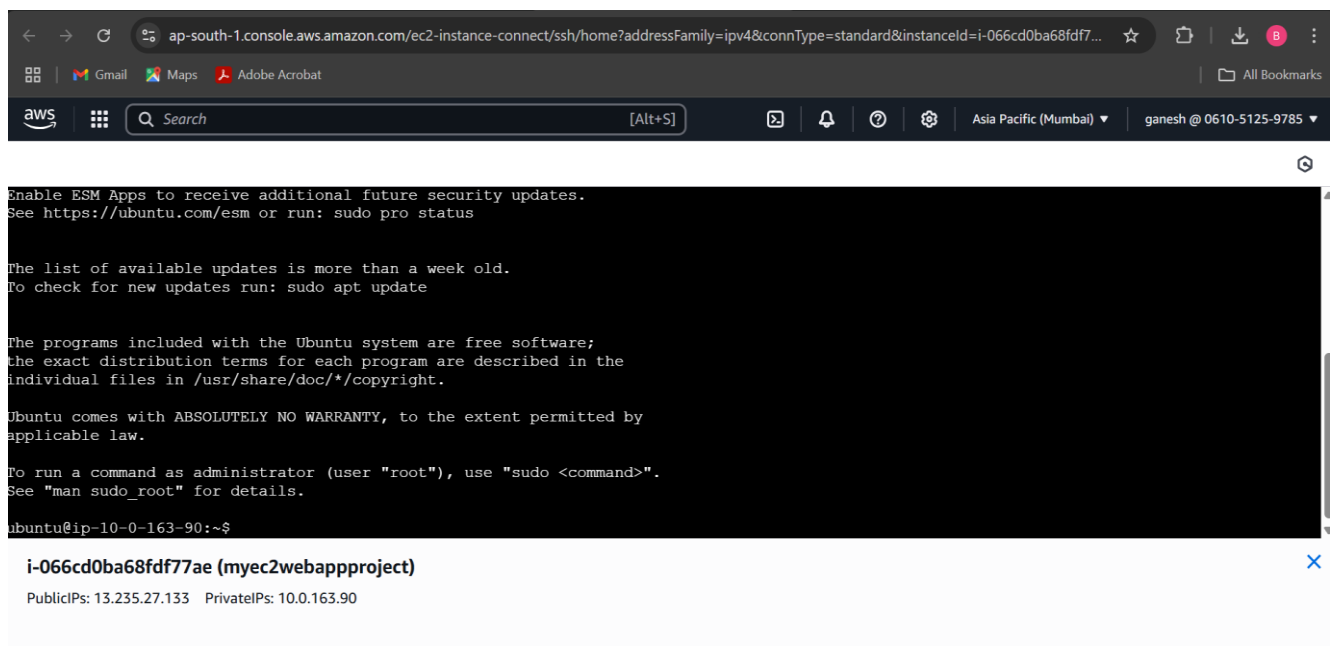 ap-south-1.console.aws.amazon.com/ec2-instance-connect/ssh/home?addressFamily=ipv4&connType=standard&instanceId=i-066cd0ba68fdf7... B
Gmail Maps Adobe Acrobat All Bookmarks
aws Search [Alt+S] Asia Pacific (Mumbai) ▼ ganesh @ 0610-5125-9785 ▼
Enable ESM Apps to receive additional future security updates.
See https://ubuntu.com/esm or run: sudo pro status
The list of available updates is more than a week old.
To check for new updates run: sudo apt update
The programs included with the Ubuntu system are free software;
the exact distribution terms for each program are described in the
individual files in /usr/share/doc/*/copyright.
Ubuntu comes with ABSOLUTELY NO WARRANTY, to the extent permitted by
applicable law.
To run a command as administrator (user "root"), use "sudo <command>".
See "man sudo_root" for details.
ubuntu@ip-10-0-163-90:~$
i-066cd0ba68fdf77ae (myec2webappproject)
PublicIPs: 13.235.27.133 PrivateIPs: 10.0.163.90